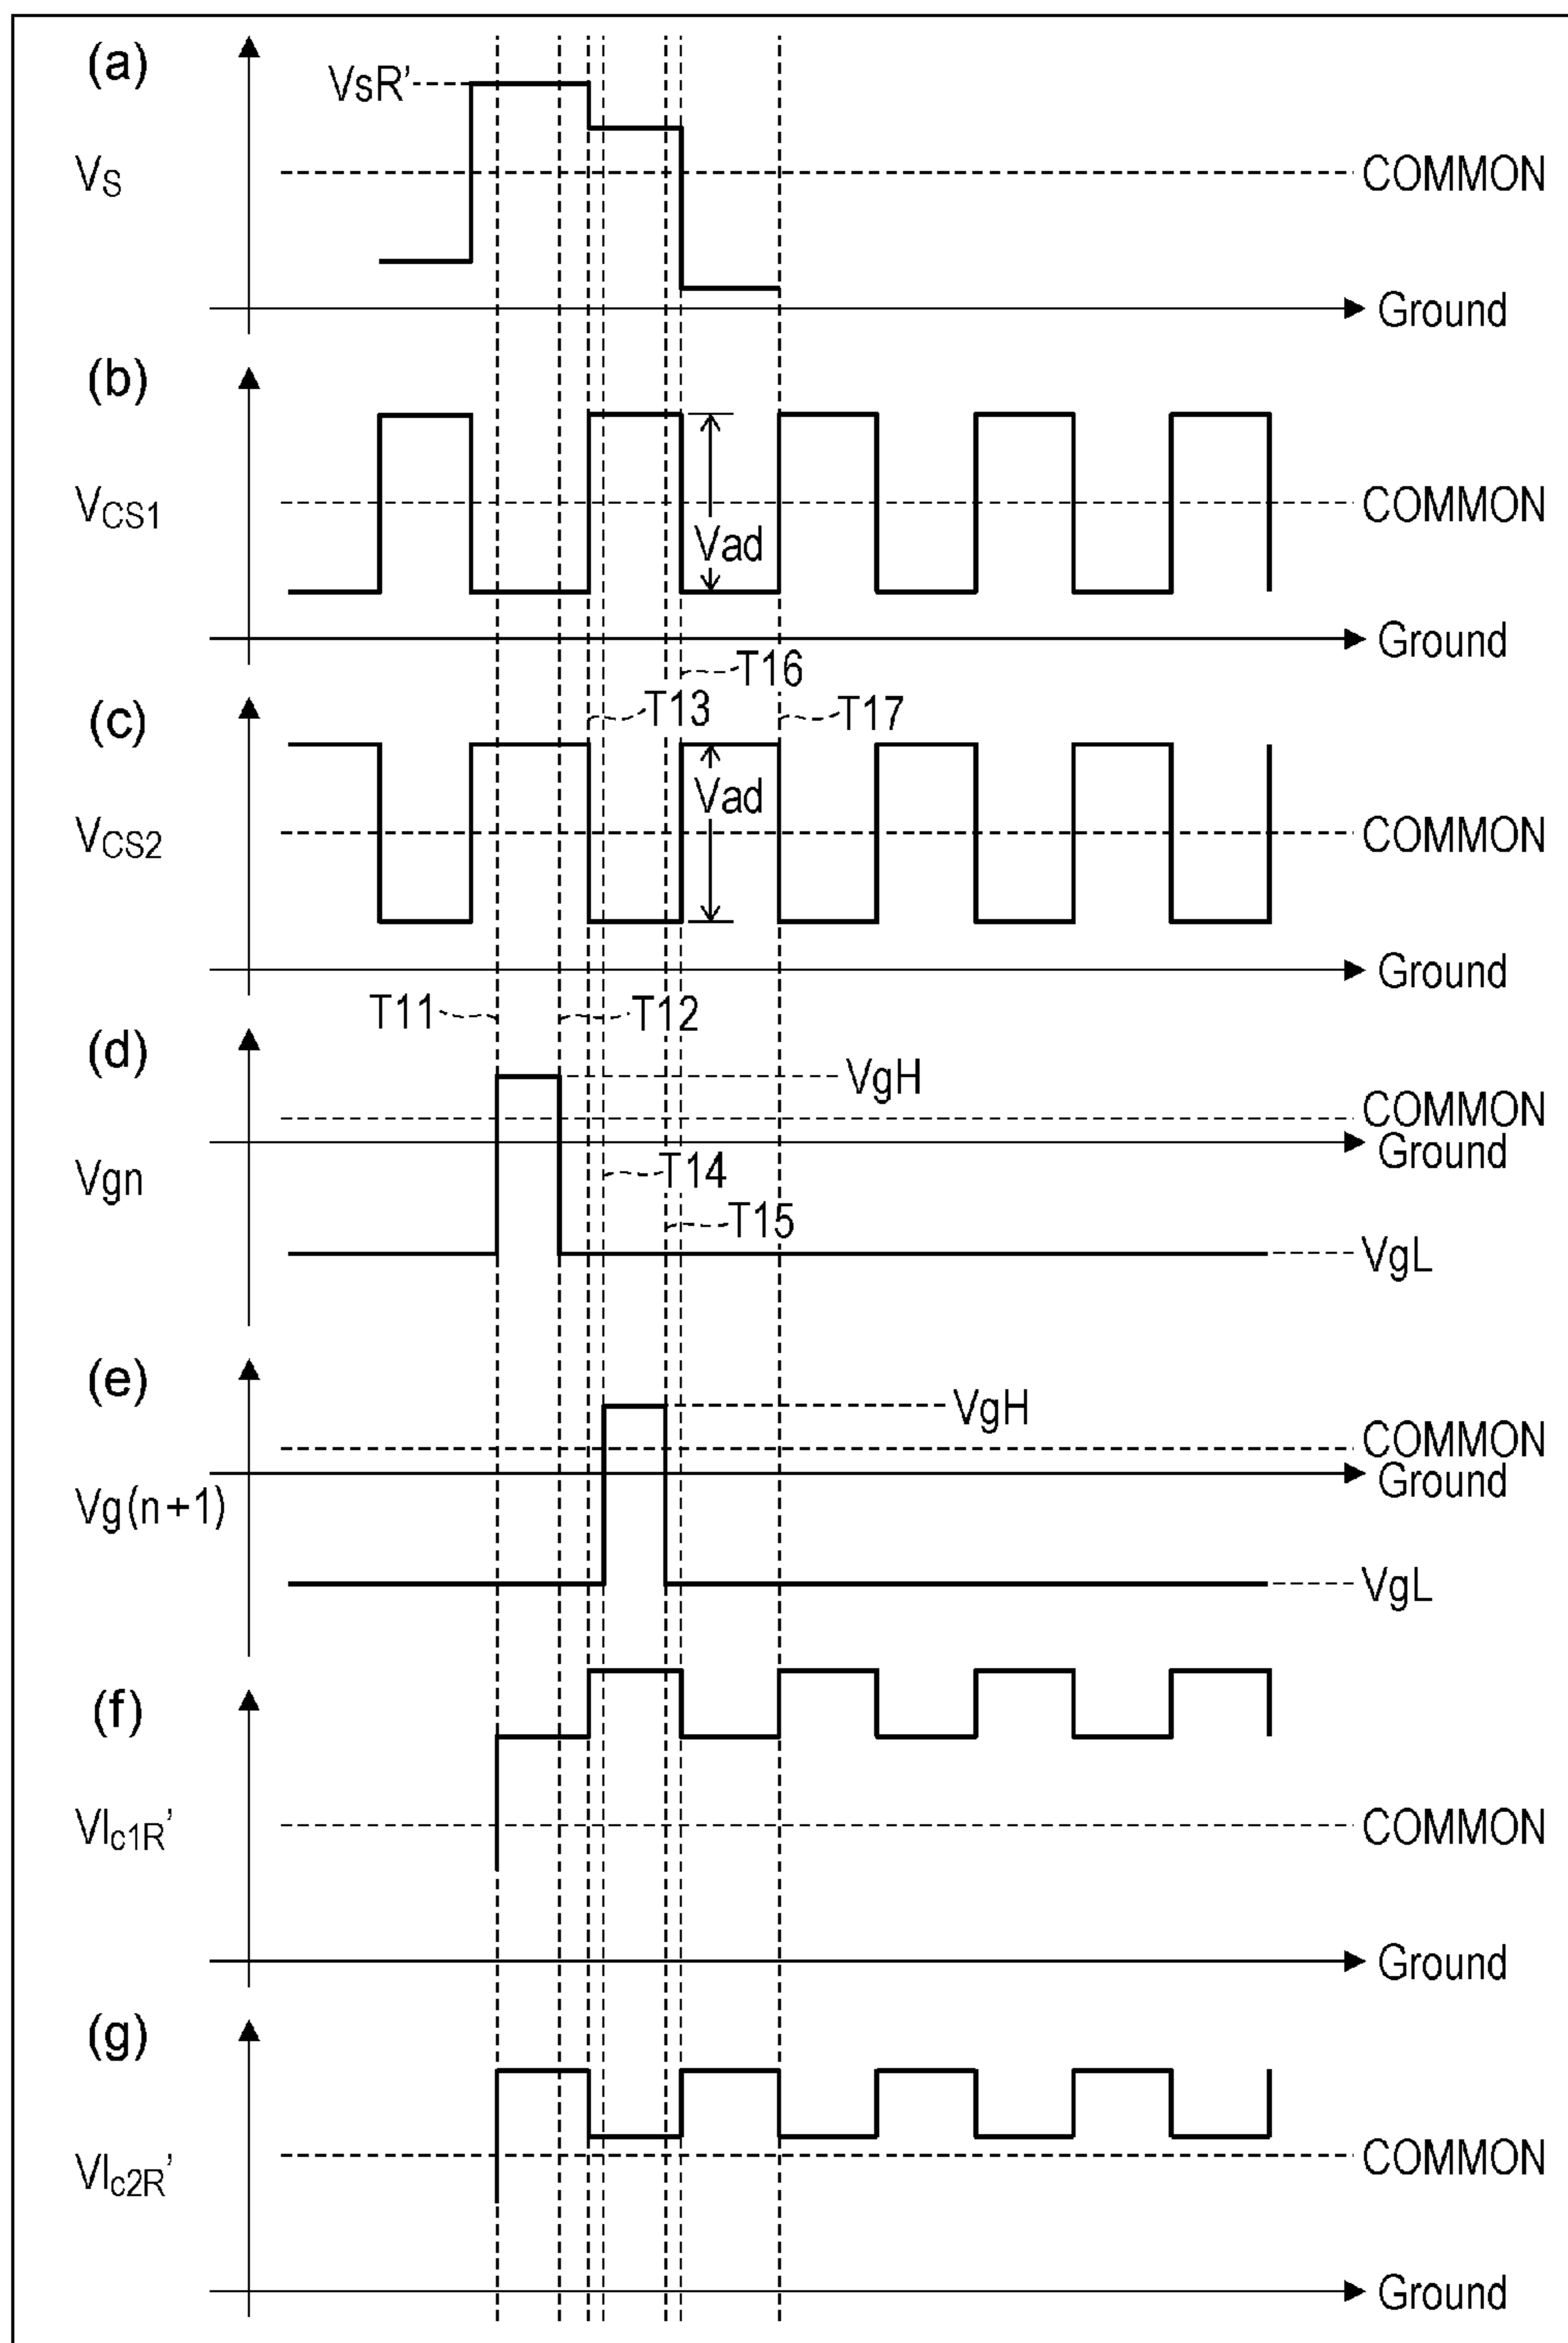 (a)
VsR'
VS
COMMON
Ground
(b)
VCS1
COMMON
Vad
Ground
T16
(c)
T13
T17
Vad
VCS2
COMMON
Ground
T11
T12
(d)
VgH
COMMON
Ground
Vgn
T14
T15
VgL
(e)
VgH
COMMON
Ground
Vg(n+1)
VgL
(f)
Vlc1R'
COMMON
Ground
(g)
Vlc2R'
COMMON
Ground